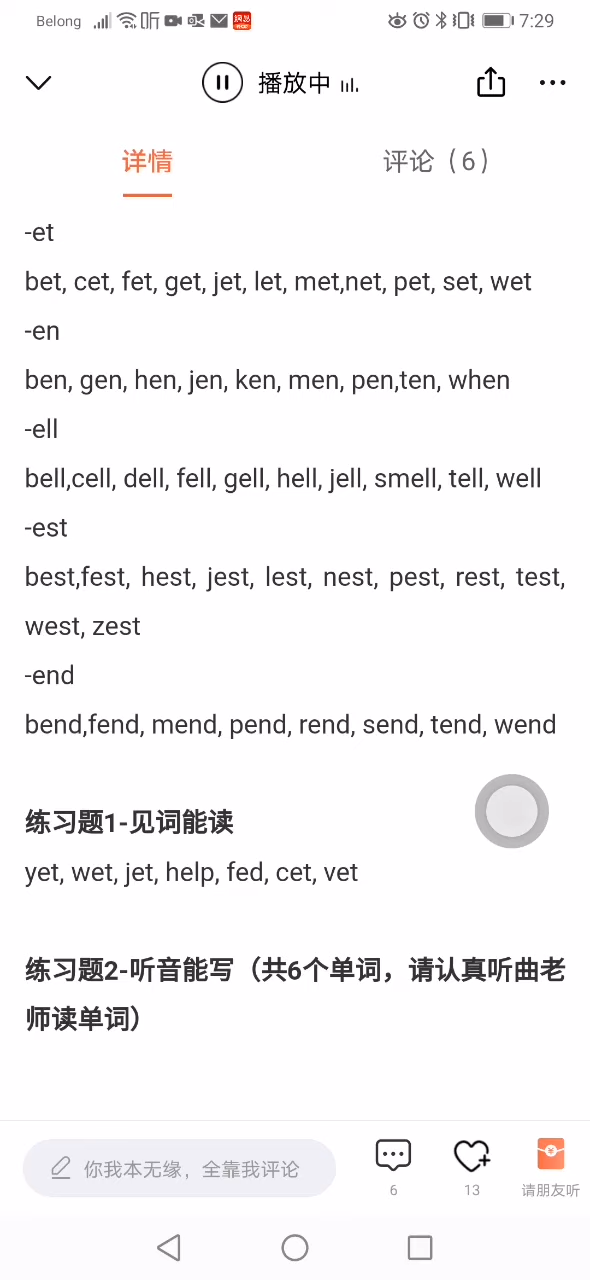 Belong 听 7:29
播放中
详情 评论（6）
-et
bet, cet, fet, get, jet, let, met,net, pet, set, wet
-en
ben, gen, hen, jen, ken, men, pen,ten, when
-ell
bell,cell, dell, fell, gell, hell, jell, smell, tell, well
-est
best,fest, hest, jest, lest, nest, pest, rest, test,
west, zest
-end
bend,fend, mend, pend, rend, send, tend, wend
练习题1-见词能读
yet, wet, jet, help, fed, cet, vet
练习题2-听音能写（共6个单词，请认真听曲老
师读单词）
你我本无缘，全靠我评论
6 13 请朋友听